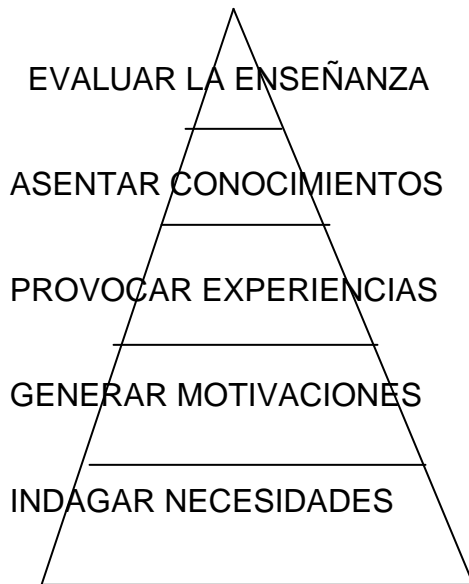 EVALUAR LA ENSEÑANZA
ASENTAR CONOCIMIENTOS
PROVOCAR EXPERIENCIAS
GENERAR MOTIVACIONES
INDAGAR NECESIDADES